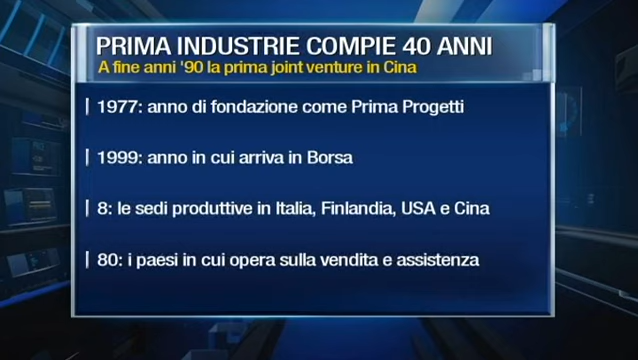 PRIMA INDUSTRIE COMPIE 40 ANNI
A fine anni '90 la prima joint venture in Cina
1977: anno di fondazione come Prima Progetti
1999: anno in cui arriva in Borsa
8: le sedi produttive in Italia, Finlandia, USA e Cina
80: i paesi in cui opera sulla vendita e assistenza